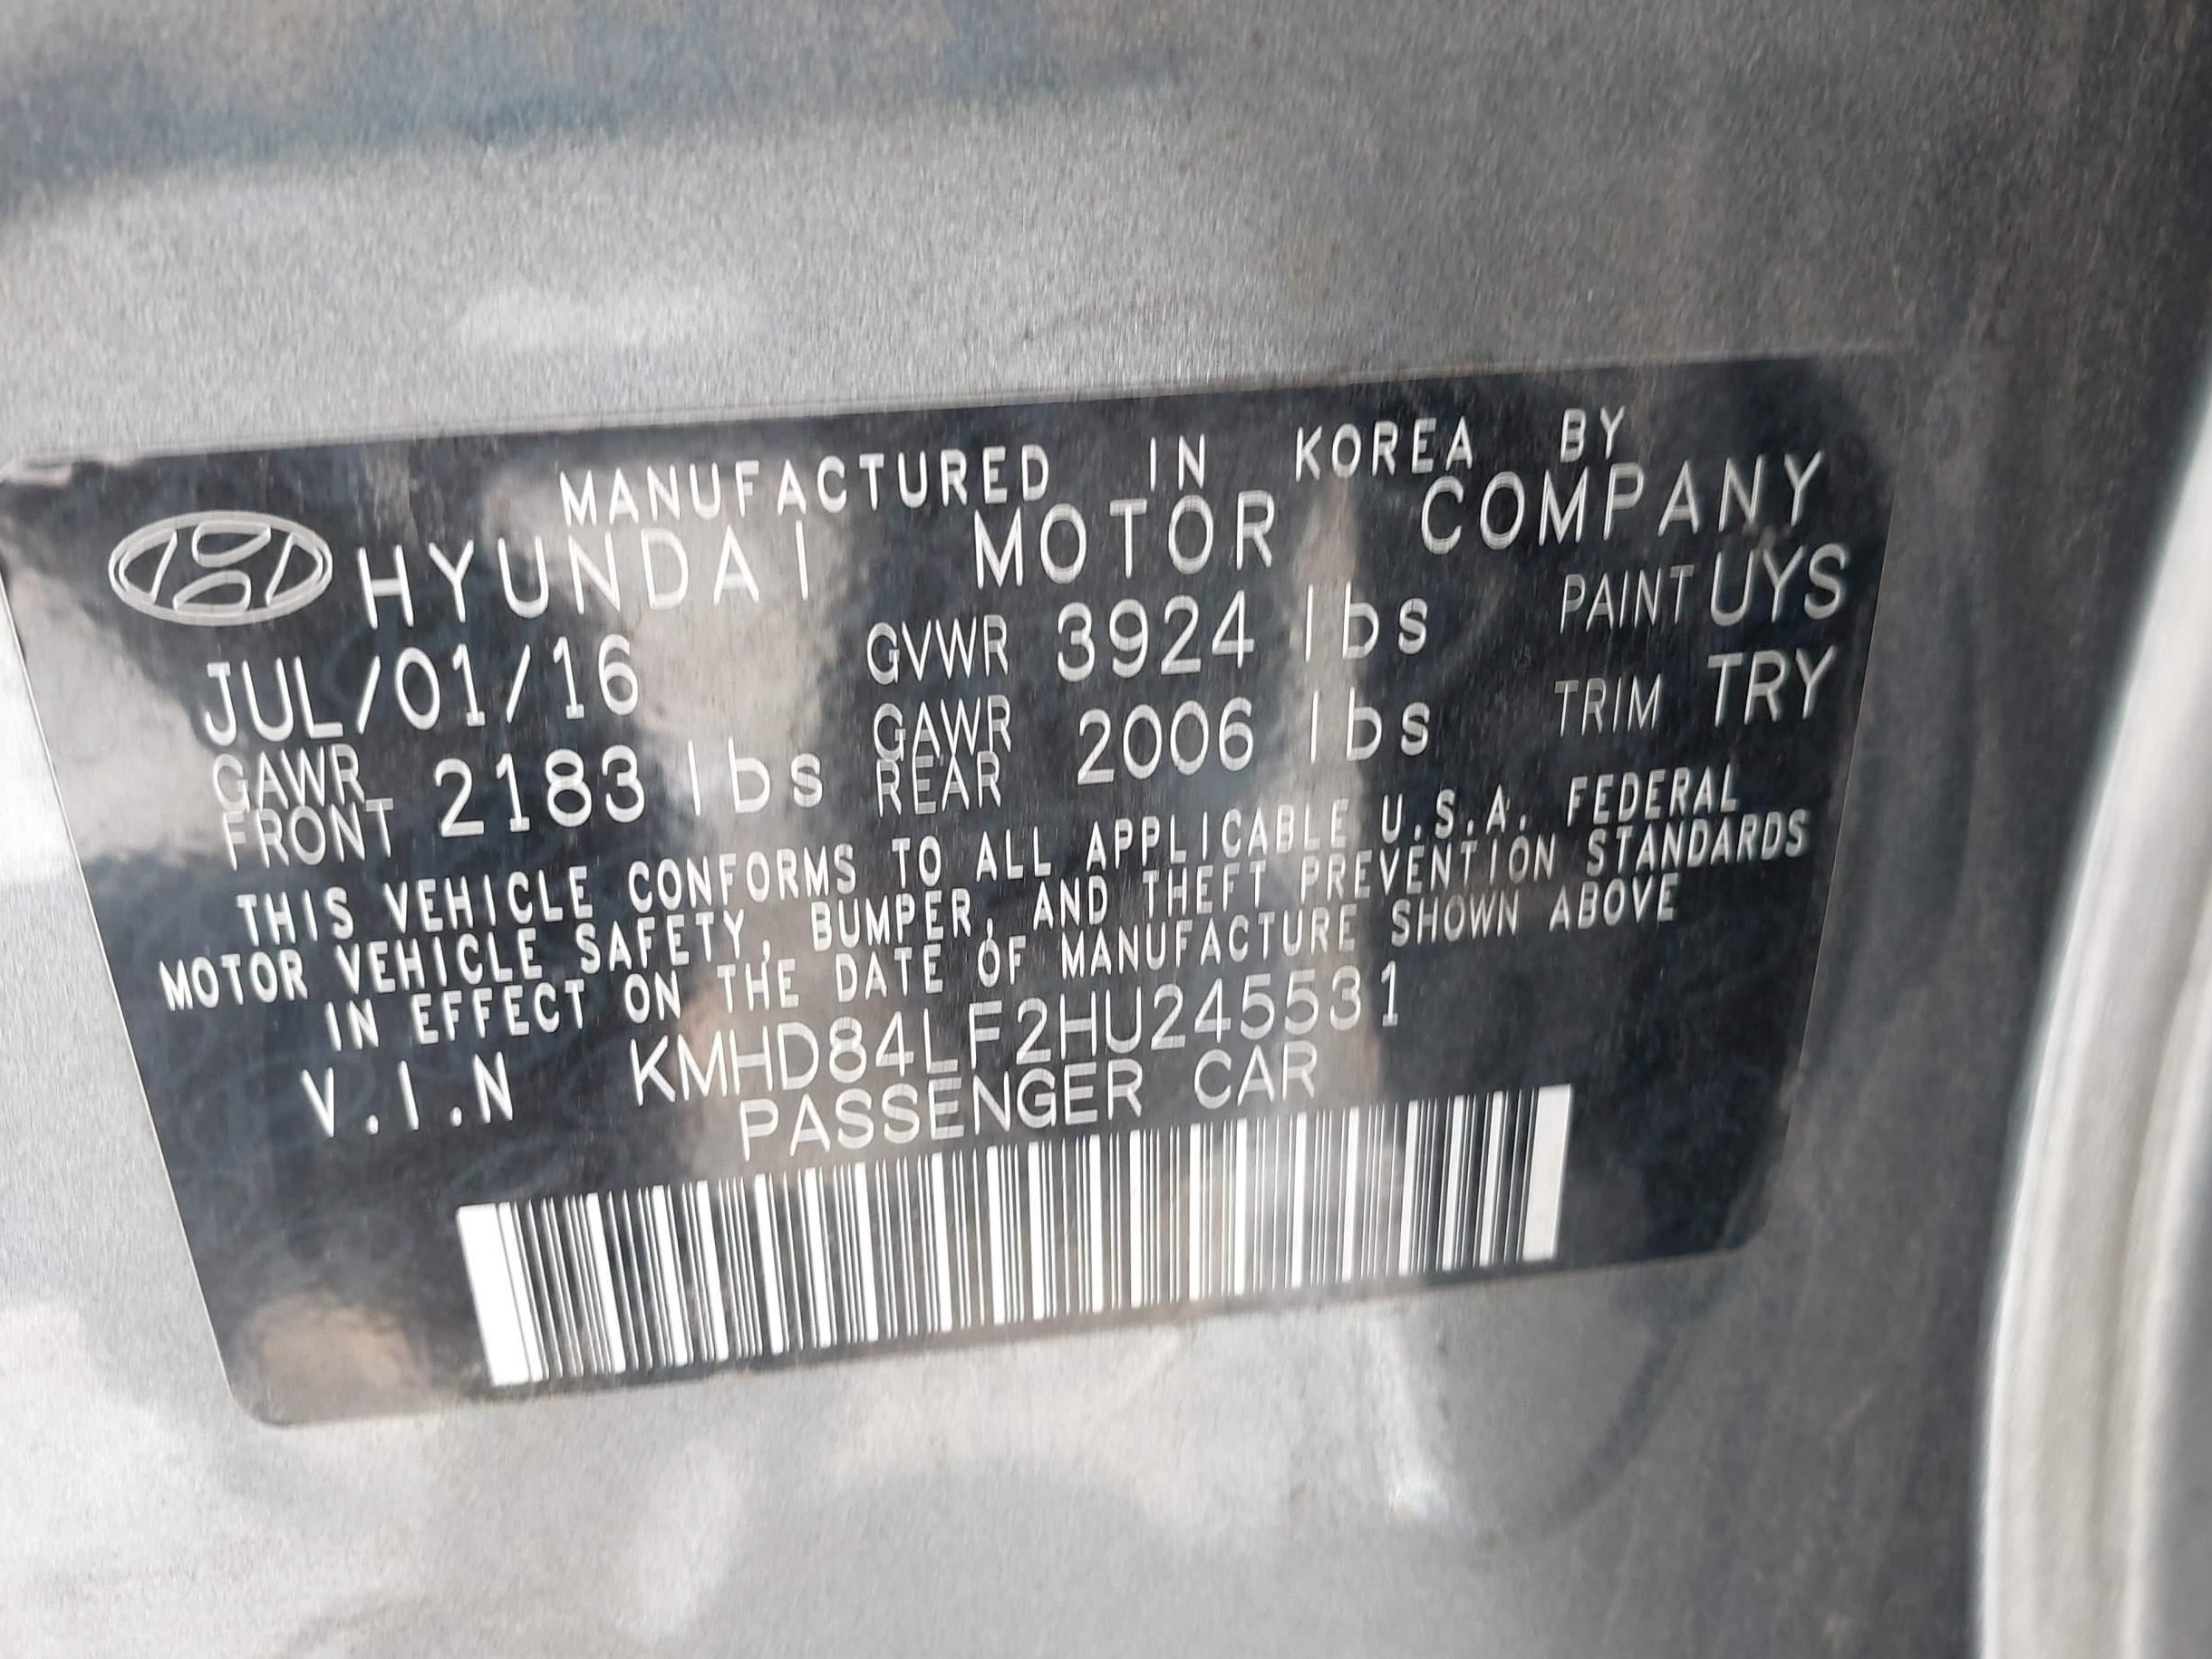 MANUFACTURED IN KOREA BY
HYUNDAI MOTOR COMPANY
JUL/01/16 GVWR 3924 lbs PAINT UYS
GAWR FRONT 2183 lbs GAWR REAR 2006 lbs TRIM TRY
THIS VEHICLE CONFORMS TO ALL APPLICABLE U.S.A. FEDERAL
MOTOR VEHICLE SAFETY, BUMPER, AND THEFT PREVENTION STANDARDS
IN EFFECT ON THE DATE OF MANUFACTURE SHOWN ABOVE
V.I.N KMHD84LF2HU245531
PASSENGER CAR